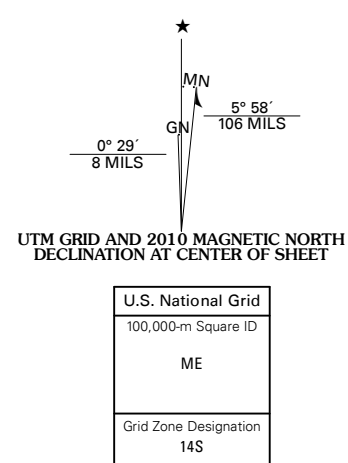 ★
MN
GN
5° 58´
106 MILS
0° 29´
8 MILS
UTM GRID AND 2010 MAGNETIC NORTH
DECLINATION AT CENTER OF SHEET
U.S. National Grid
100,000-m Square ID
ME
Grid Zone Designation
14S